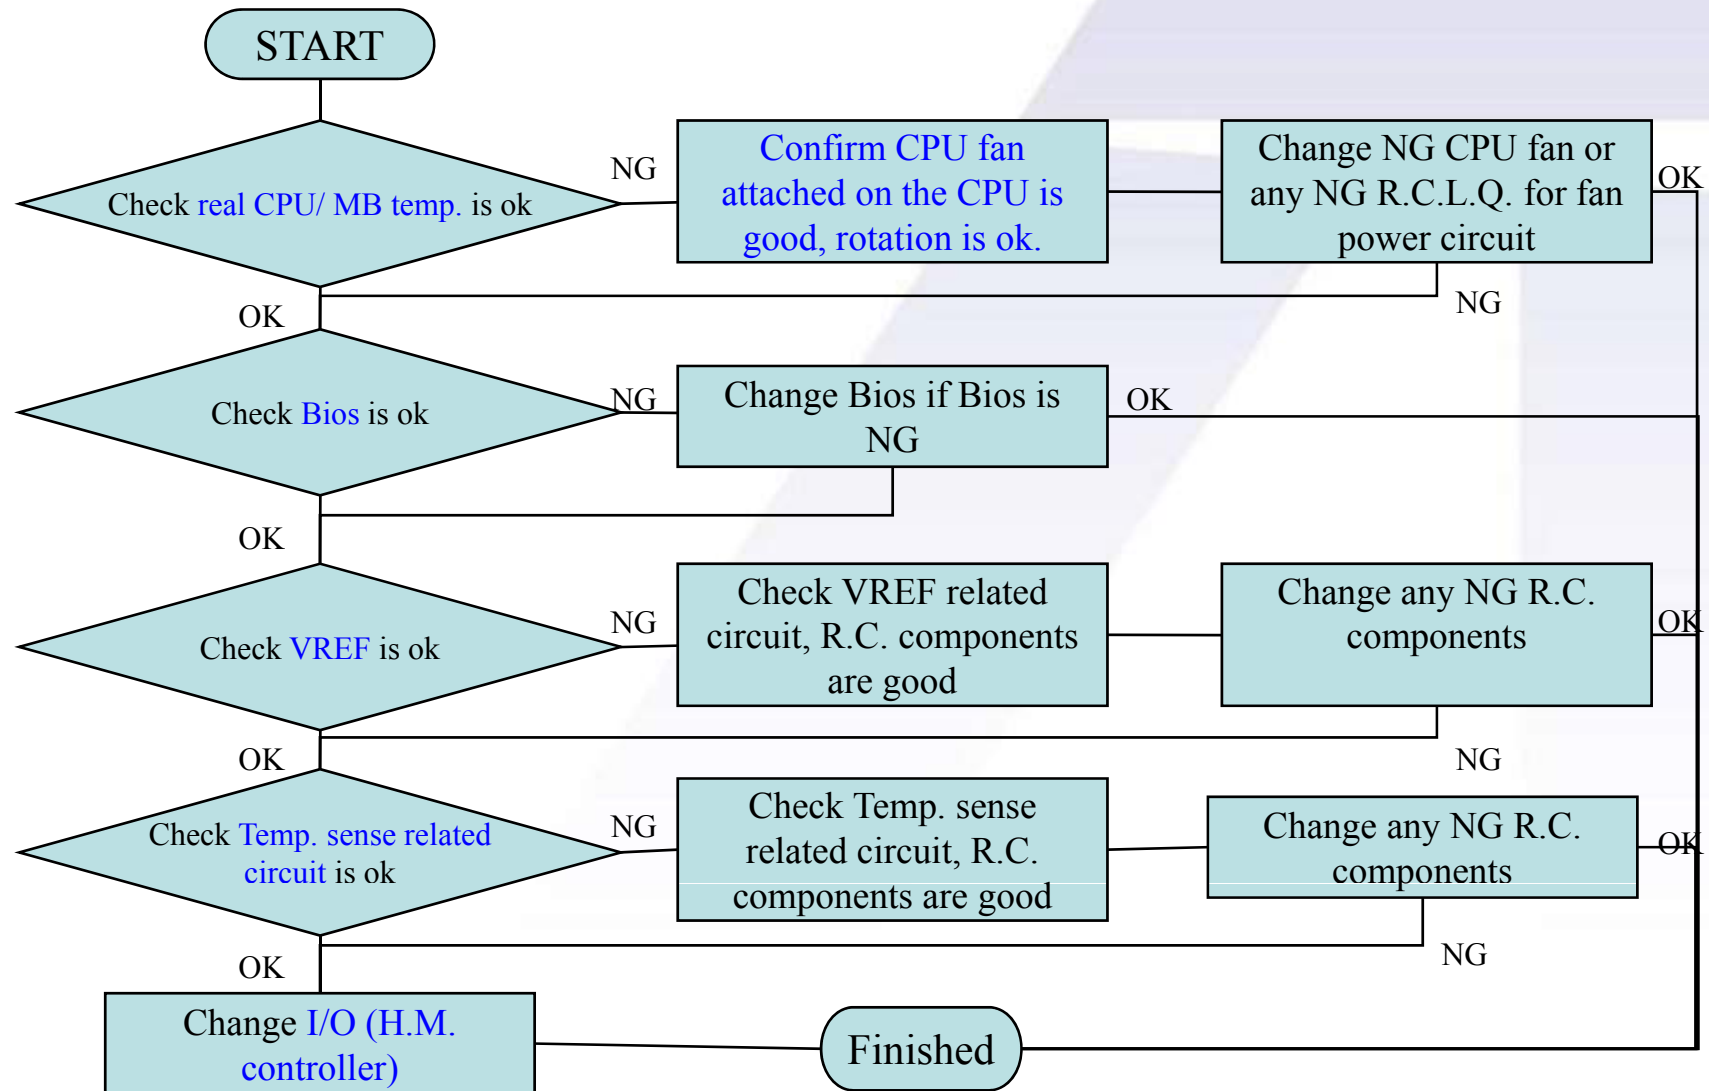 START
NG
Confirm CPU fan
attached on the CPU is
good, rotation is ok.
Change NG CPU fan or
any NG R.C.L.Q. for fan
power circuit
OK
Check real CPU/ MB temp. is ok
OK
NG
Check Bios is ok
NG
Change Bios if Bios is
NG
OK
OK
Check VREF is ok
NG
Check VREF related
circuit, R.C. components
are good
Change any NG R.C.
components
OK
OK
NG
Check Temp. sense related
circuit is ok
NG
Check Temp. sense
related circuit, R.C.
components are good
Change any NG R.C.
components
OK
OK
NG
Change I/O (H.M.
controller)
Finished